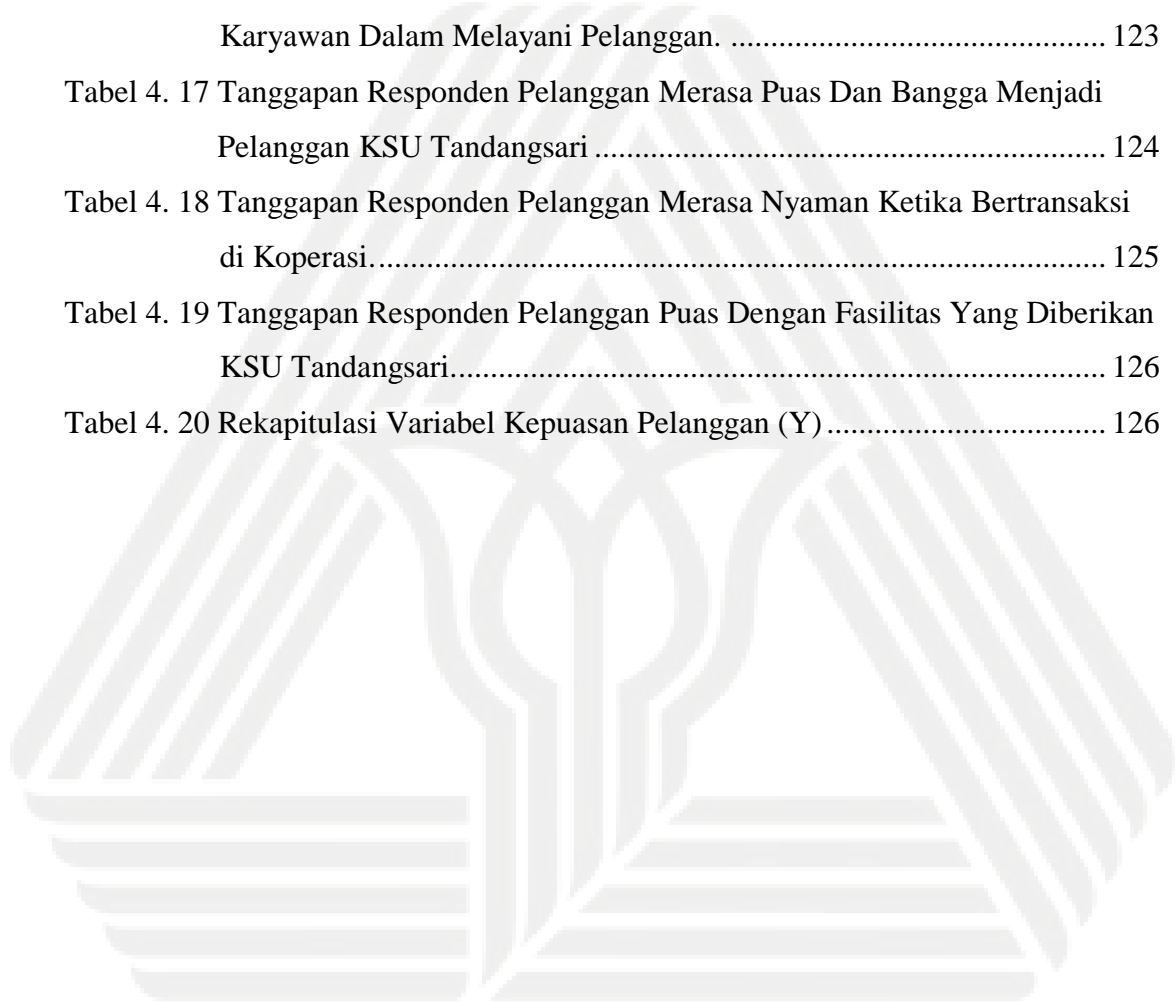 Karyawan Dalam Melayani Pelanggan. .............................................. 123
Tabel 4. 17 Tanggapan Responden Pelanggan Merasa Puas Dan Bangga Menjadi
Pelanggan KSU Tandangsari .............................................................. 124
Tabel 4. 18 Tanggapan Responden Pelanggan Merasa Nyaman Ketika Bertransaksi
di Koperasi......................................................................................... 125
Tabel 4. 19 Tanggapan Responden Pelanggan Puas Dengan Fasilitas Yang Diberikan
KSU Tandangsari................................................................................ 126
Tabel 4. 20 Rekapitulasi Variabel Kepuasan Pelanggan (Y) .................................. 126